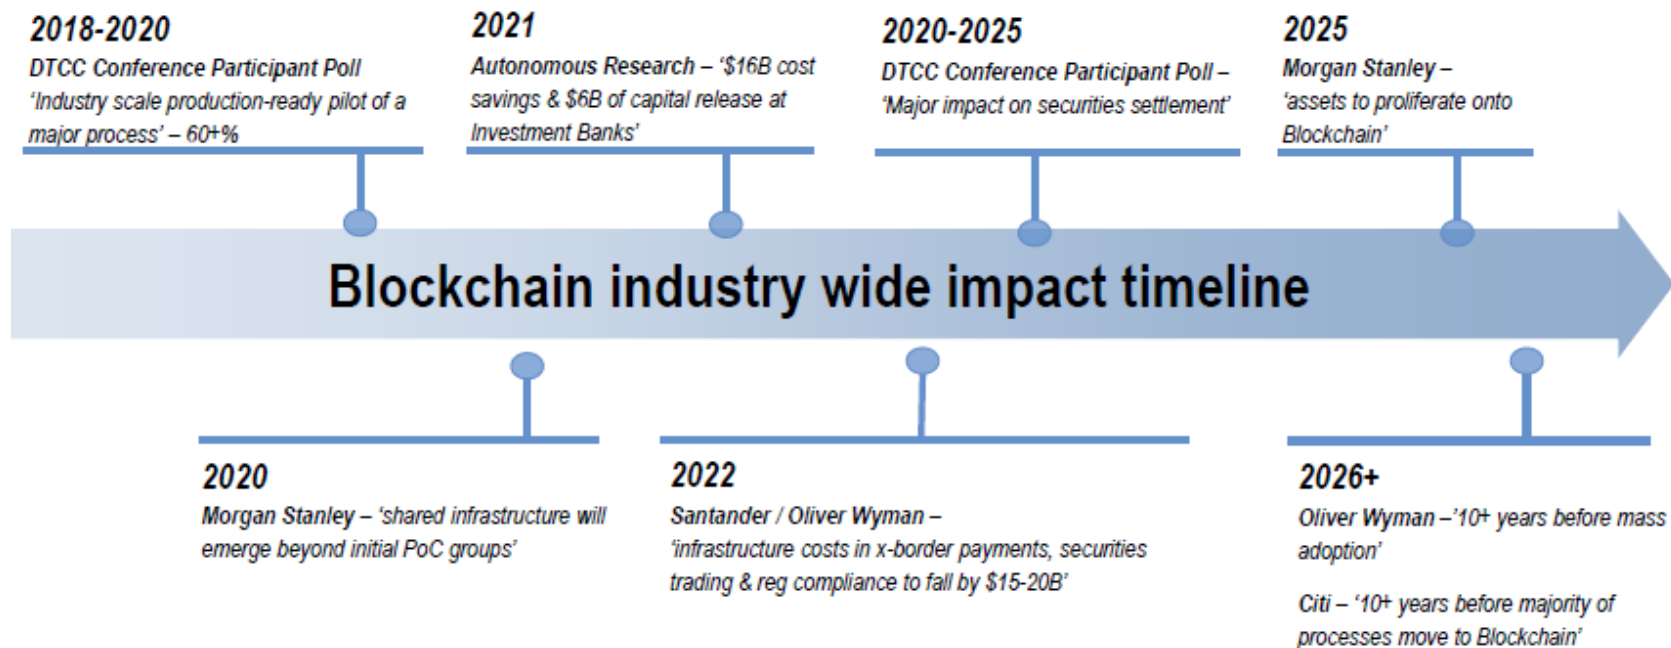 2018-2020
DTCC Conference Participant Poll
‘Industry scale production-ready pilot of a
major process’ – 60+%
2021
Autonomous Research – ‘$16B cost
savings & $6B of capital release at
Investment Banks’
2020-2025
DTCC Conference Participant Poll –
‘Major impact on securities settlement’
2025
Morgan Stanley –
‘assets to proliferate onto
Blockchain’
Blockchain industry wide impact timeline
2020
Morgan Stanley – ‘shared infrastructure will
emerge beyond initial PoC groups’
2022
Santander / Oliver Wyman –
‘infrastructure costs in x-border payments, securities
trading & reg compliance to fall by $15-20B’
2026+
Oliver Wyman –’10+ years before mass
adoption’
Citi – ‘10+ years before majority of
processes move to Blockchain’